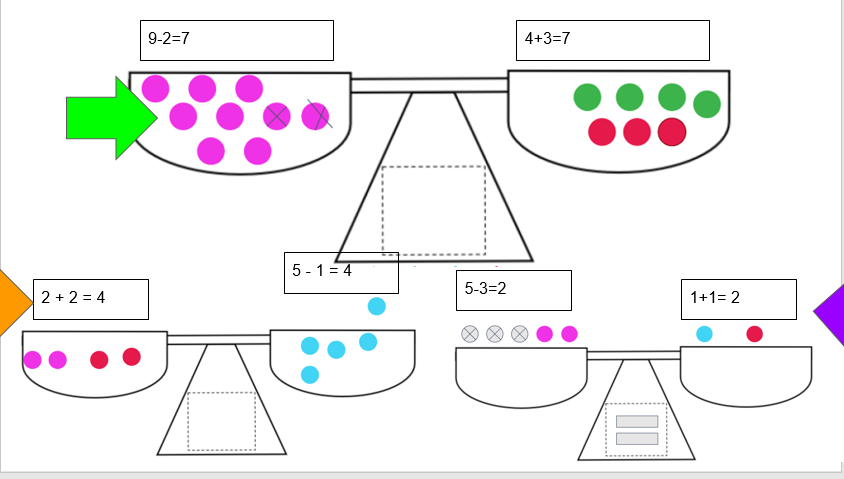 9-2=7
4+3=7
5 - 1 = 4
2 + 2 = 4
5-3=2
1+1= 2